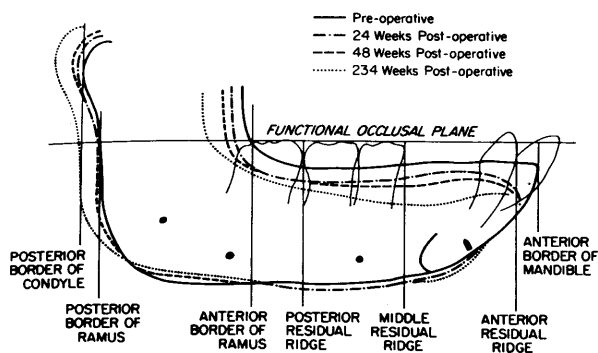 Pre-operative
24 Weeks Post-operative
48 Weeks Post-operative
234 Weeks Post-operative
FUNCTIONAL OCCLUSAL PLANE
POSTERIOR
BORDER OF
CONDYLE
POSTERIOR
BORDER OF
RAMUS
ANTERIOR
BORDER OF
RAMUS
POSTERIOR
RESIDUAL
RIDGE
MIDDLE
RESIDUAL
RIDGE
ANTERIOR
RESIDUAL
RIDGE
ANTERIOR
BORDER OF
MANDIBLE